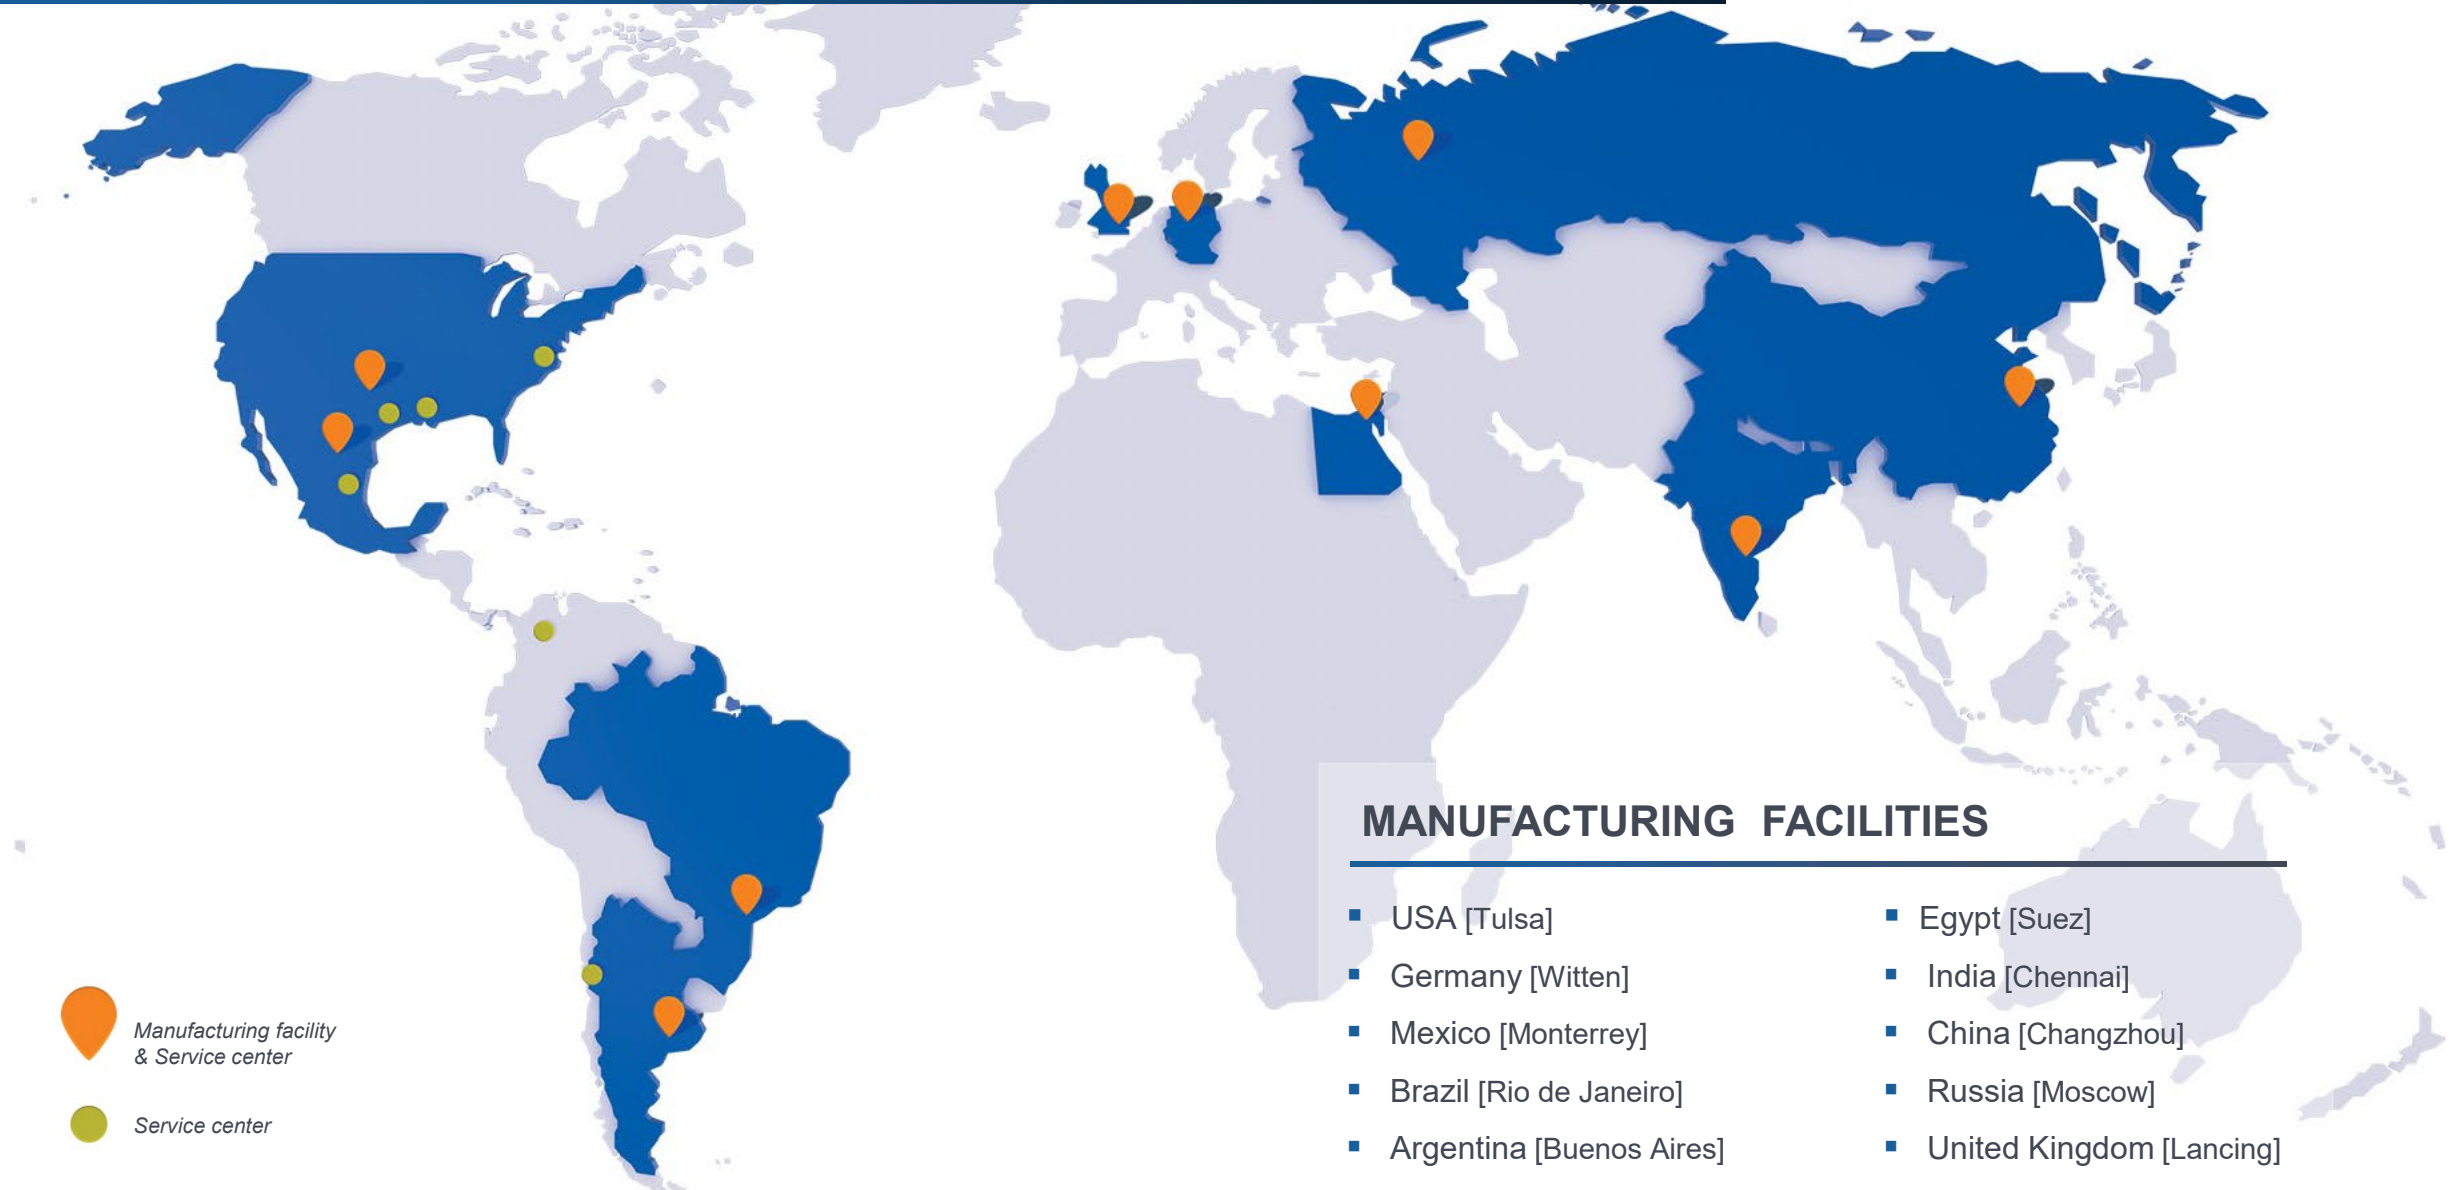 MANUFACTURING FACILITIES
USA [Tulsa]
Germany [Witten]
Mexico [Monterrey]
Brazil [Rio de Janeiro]
Argentina [Buenos Aires]
Egypt [Suez]
India [Chennai]
China [Changzhou]
Russia [Moscow]
United Kingdom [Lancing]
Manufacturing facility
& Service center
Service center